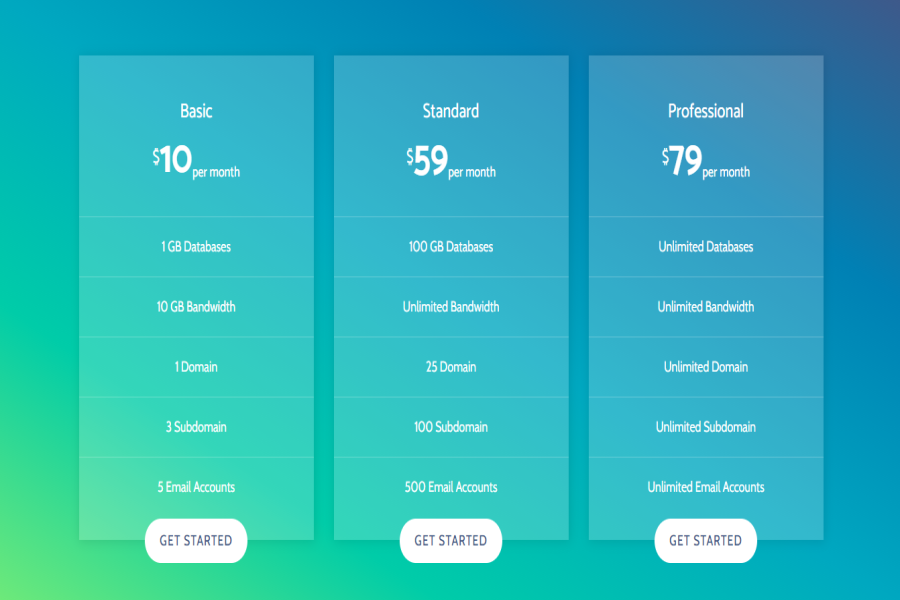 Basic
$10 per month
1 GB Databases
10 GB Bandwidth
1 Domain
3 Subdomain
5 Email Accounts
GET STARTED
Standard
$59 per month
100 GB Databases
Unlimited Bandwidth
25 Domain
100 Subdomain
500 Email Accounts
GET STARTED
Professional
$79 per month
Unlimited Databases
Unlimited Bandwidth
Unlimited Domain
Unlimited Subdomain
Unlimited Email Accounts
GET STARTED